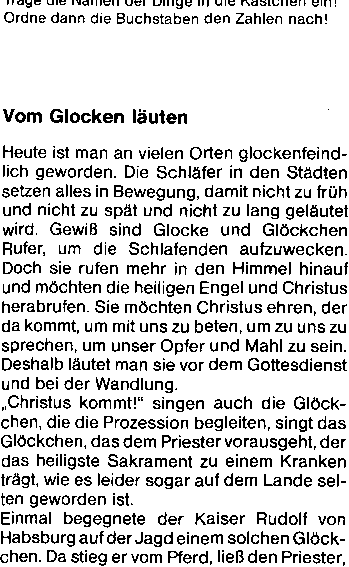 Trage die Namen der Dinge in die Kästchen ein!
Ordne dann die Buchstaben den Zahlen nach!
Vom Glocken läuten
Heute ist man an vielen Orten glockenfeind-
lich geworden. Die Schläfer in den Städten
setzen alles in Bewegung, damit nicht zu früh
und nicht zu spät und nicht zu lang geläutet
wird. Gewiß sind Glocke und Glöckchen
Rufer, um die Schlafenden aufzuwecken.
Doch sie rufen mehr in den Himmel hinauf
und möchten die heiligen Engel und Christus
herabrufen. Sie möchten Christus ehren, der
da kommt, um mit uns zu beten, um zu uns zu
sprechen, um unser Opfer und Mahl zu sein.
Deshalb läutet man sie vor dem Gottesdienst
und bei der Wandlung.
„Christus kommt!" singen auch die Glöck-
chen, die die Prozession begleiten, singt das
Glöckchen, das dem Priester vorausgeht, der
das heiligste Sakrament zu einem Kranken
trägt, wie es leider sogar auf dem Lande sel-
ten geworden ist.
Einmal begegnete der Kaiser Rudolf von
Habsburg auf der Jagd einem solchen Glöck-
chen. Da stieg er vom Pferd, ließ den Priester,